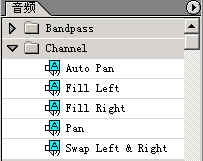 音频
Bandpass
Channel
Auto Pan
Fill Left
Fill Right
Pan
Swap Left & Right